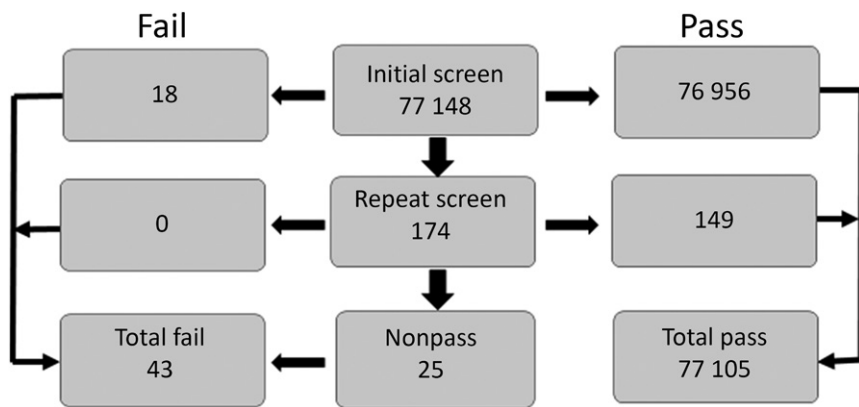 Fail
Pass
18
Initial screen
77 148
76 956
0
Repeat screen
174
149
Total fail
43
Nonpass
25
Total pass
77 105